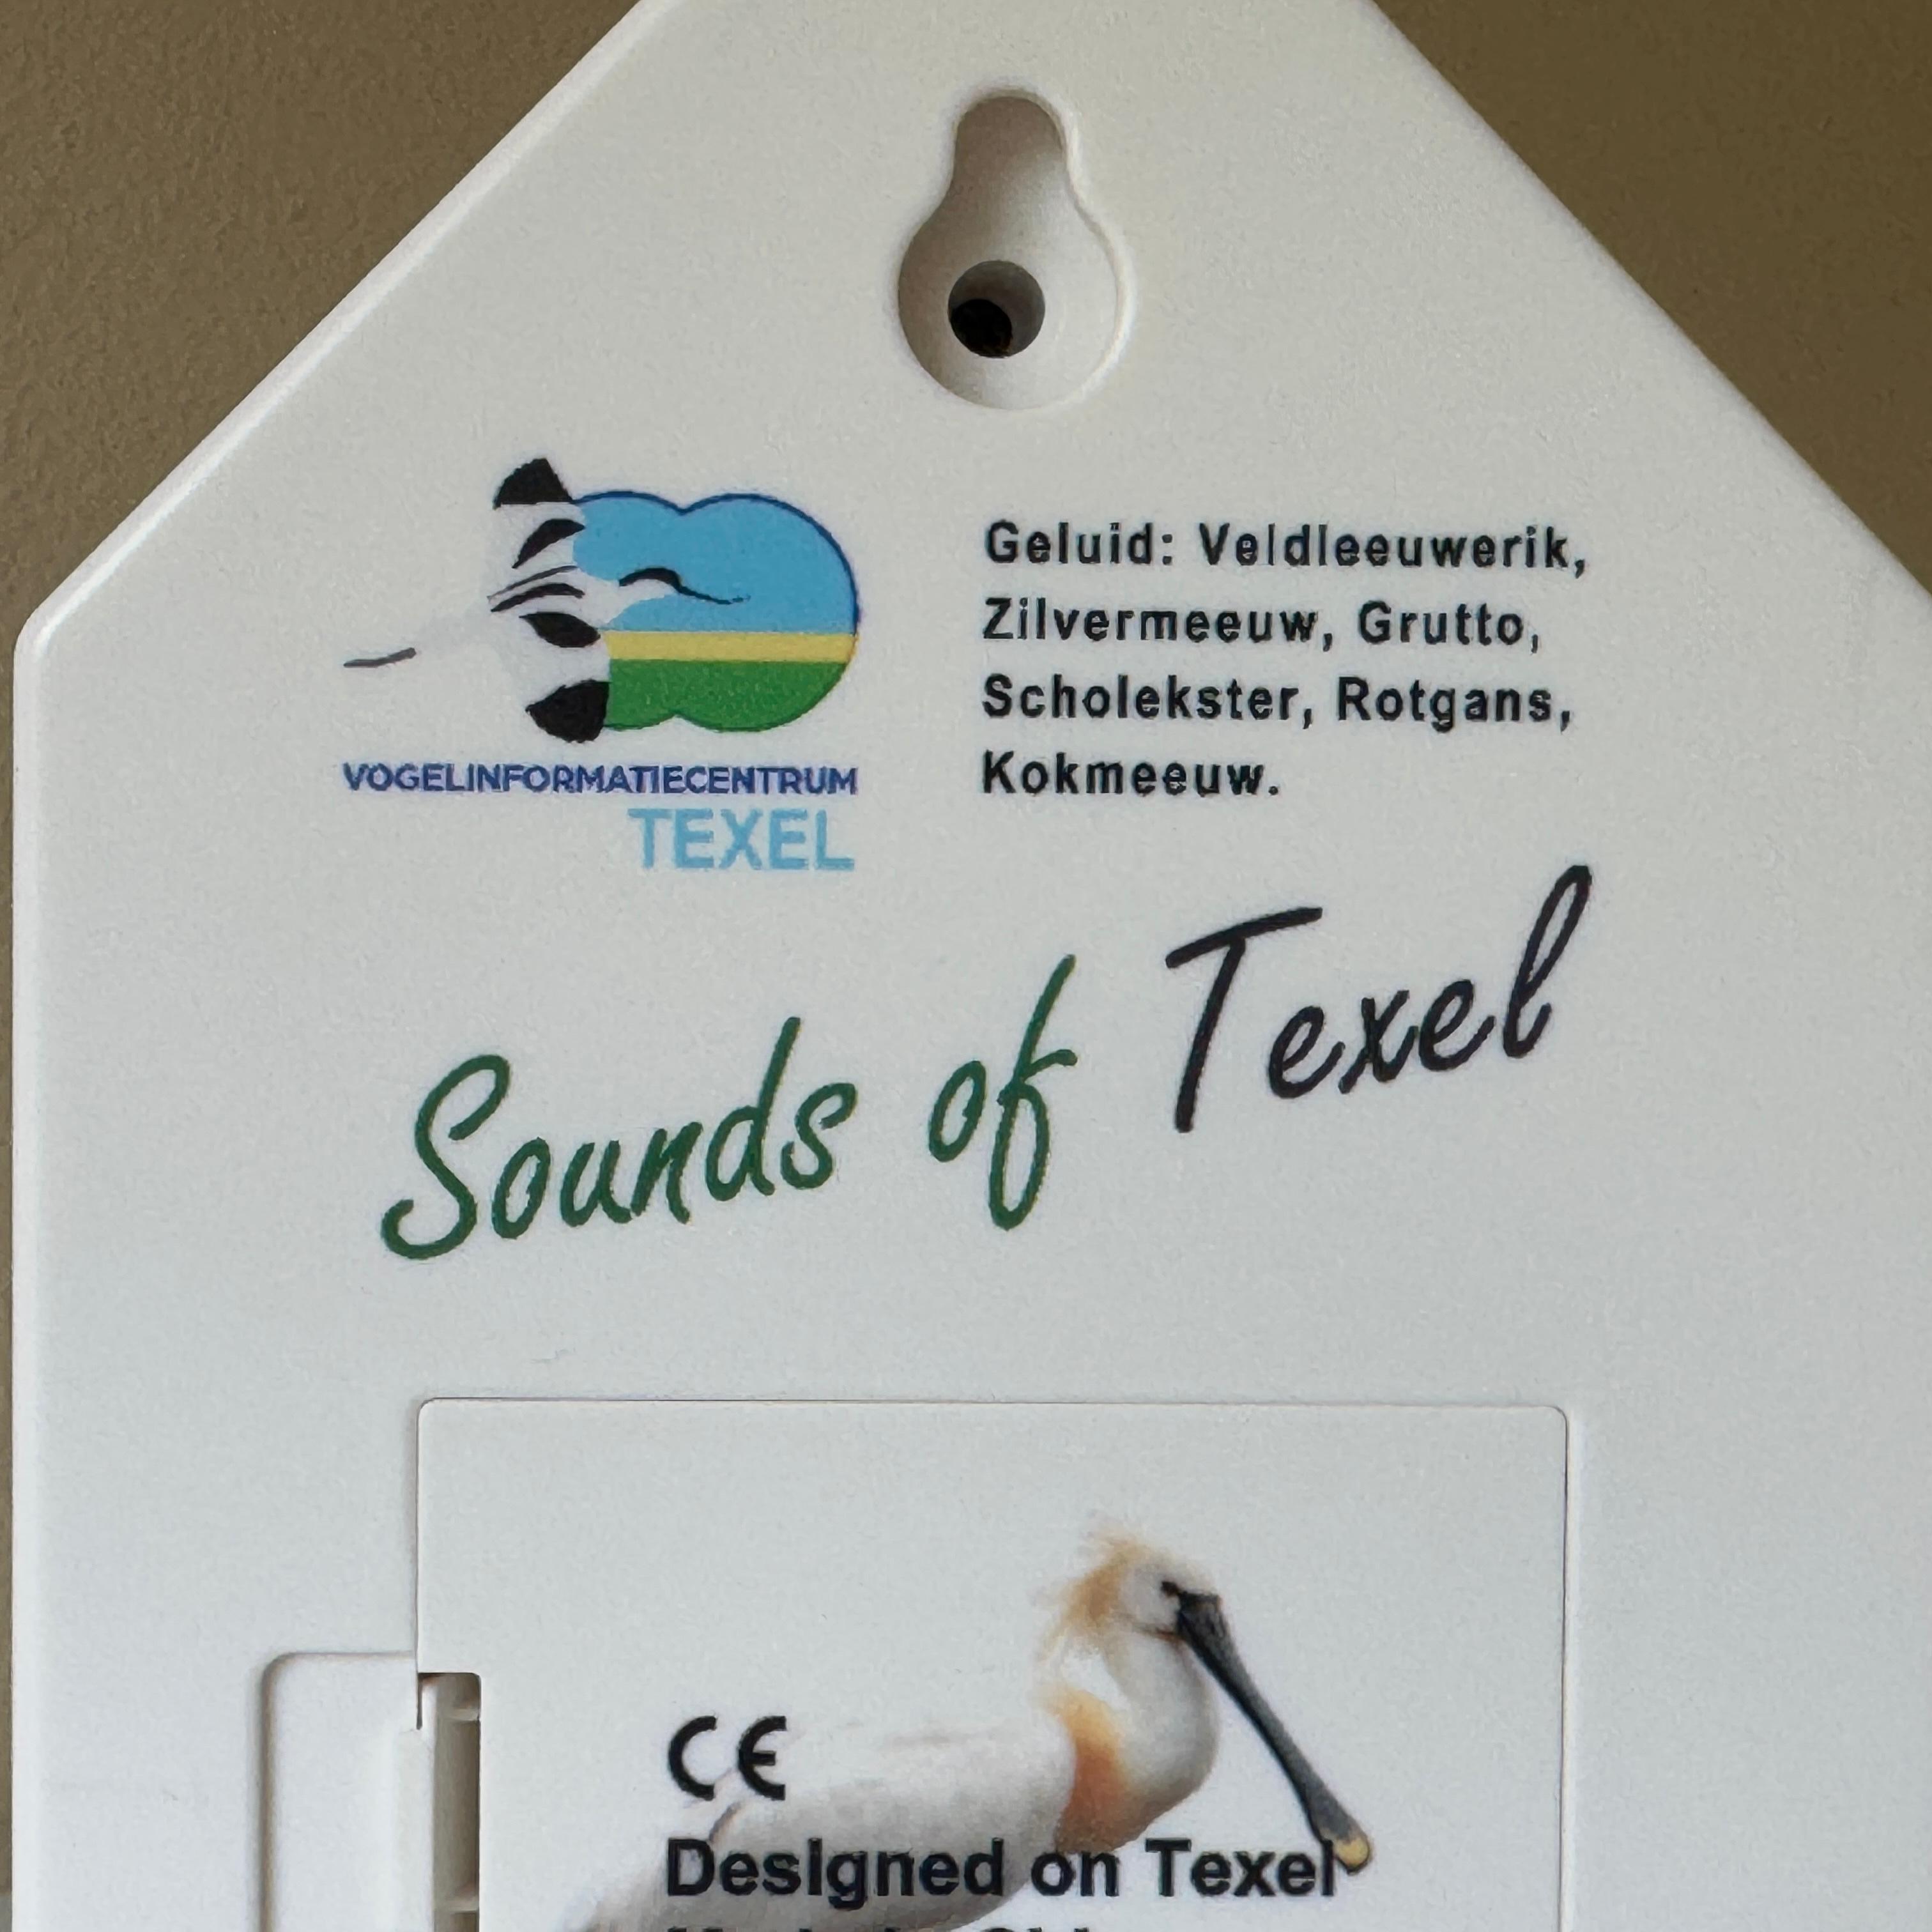 Geluid: Veldleeuwerik,
Zilvermeeuw, Grutto,
Scholekster, Rotgans,
Kokmeeuw.
VOGELINFORMATIECENTRUM
TEXEL
Sounds of Texel
CE
Designed on Texel